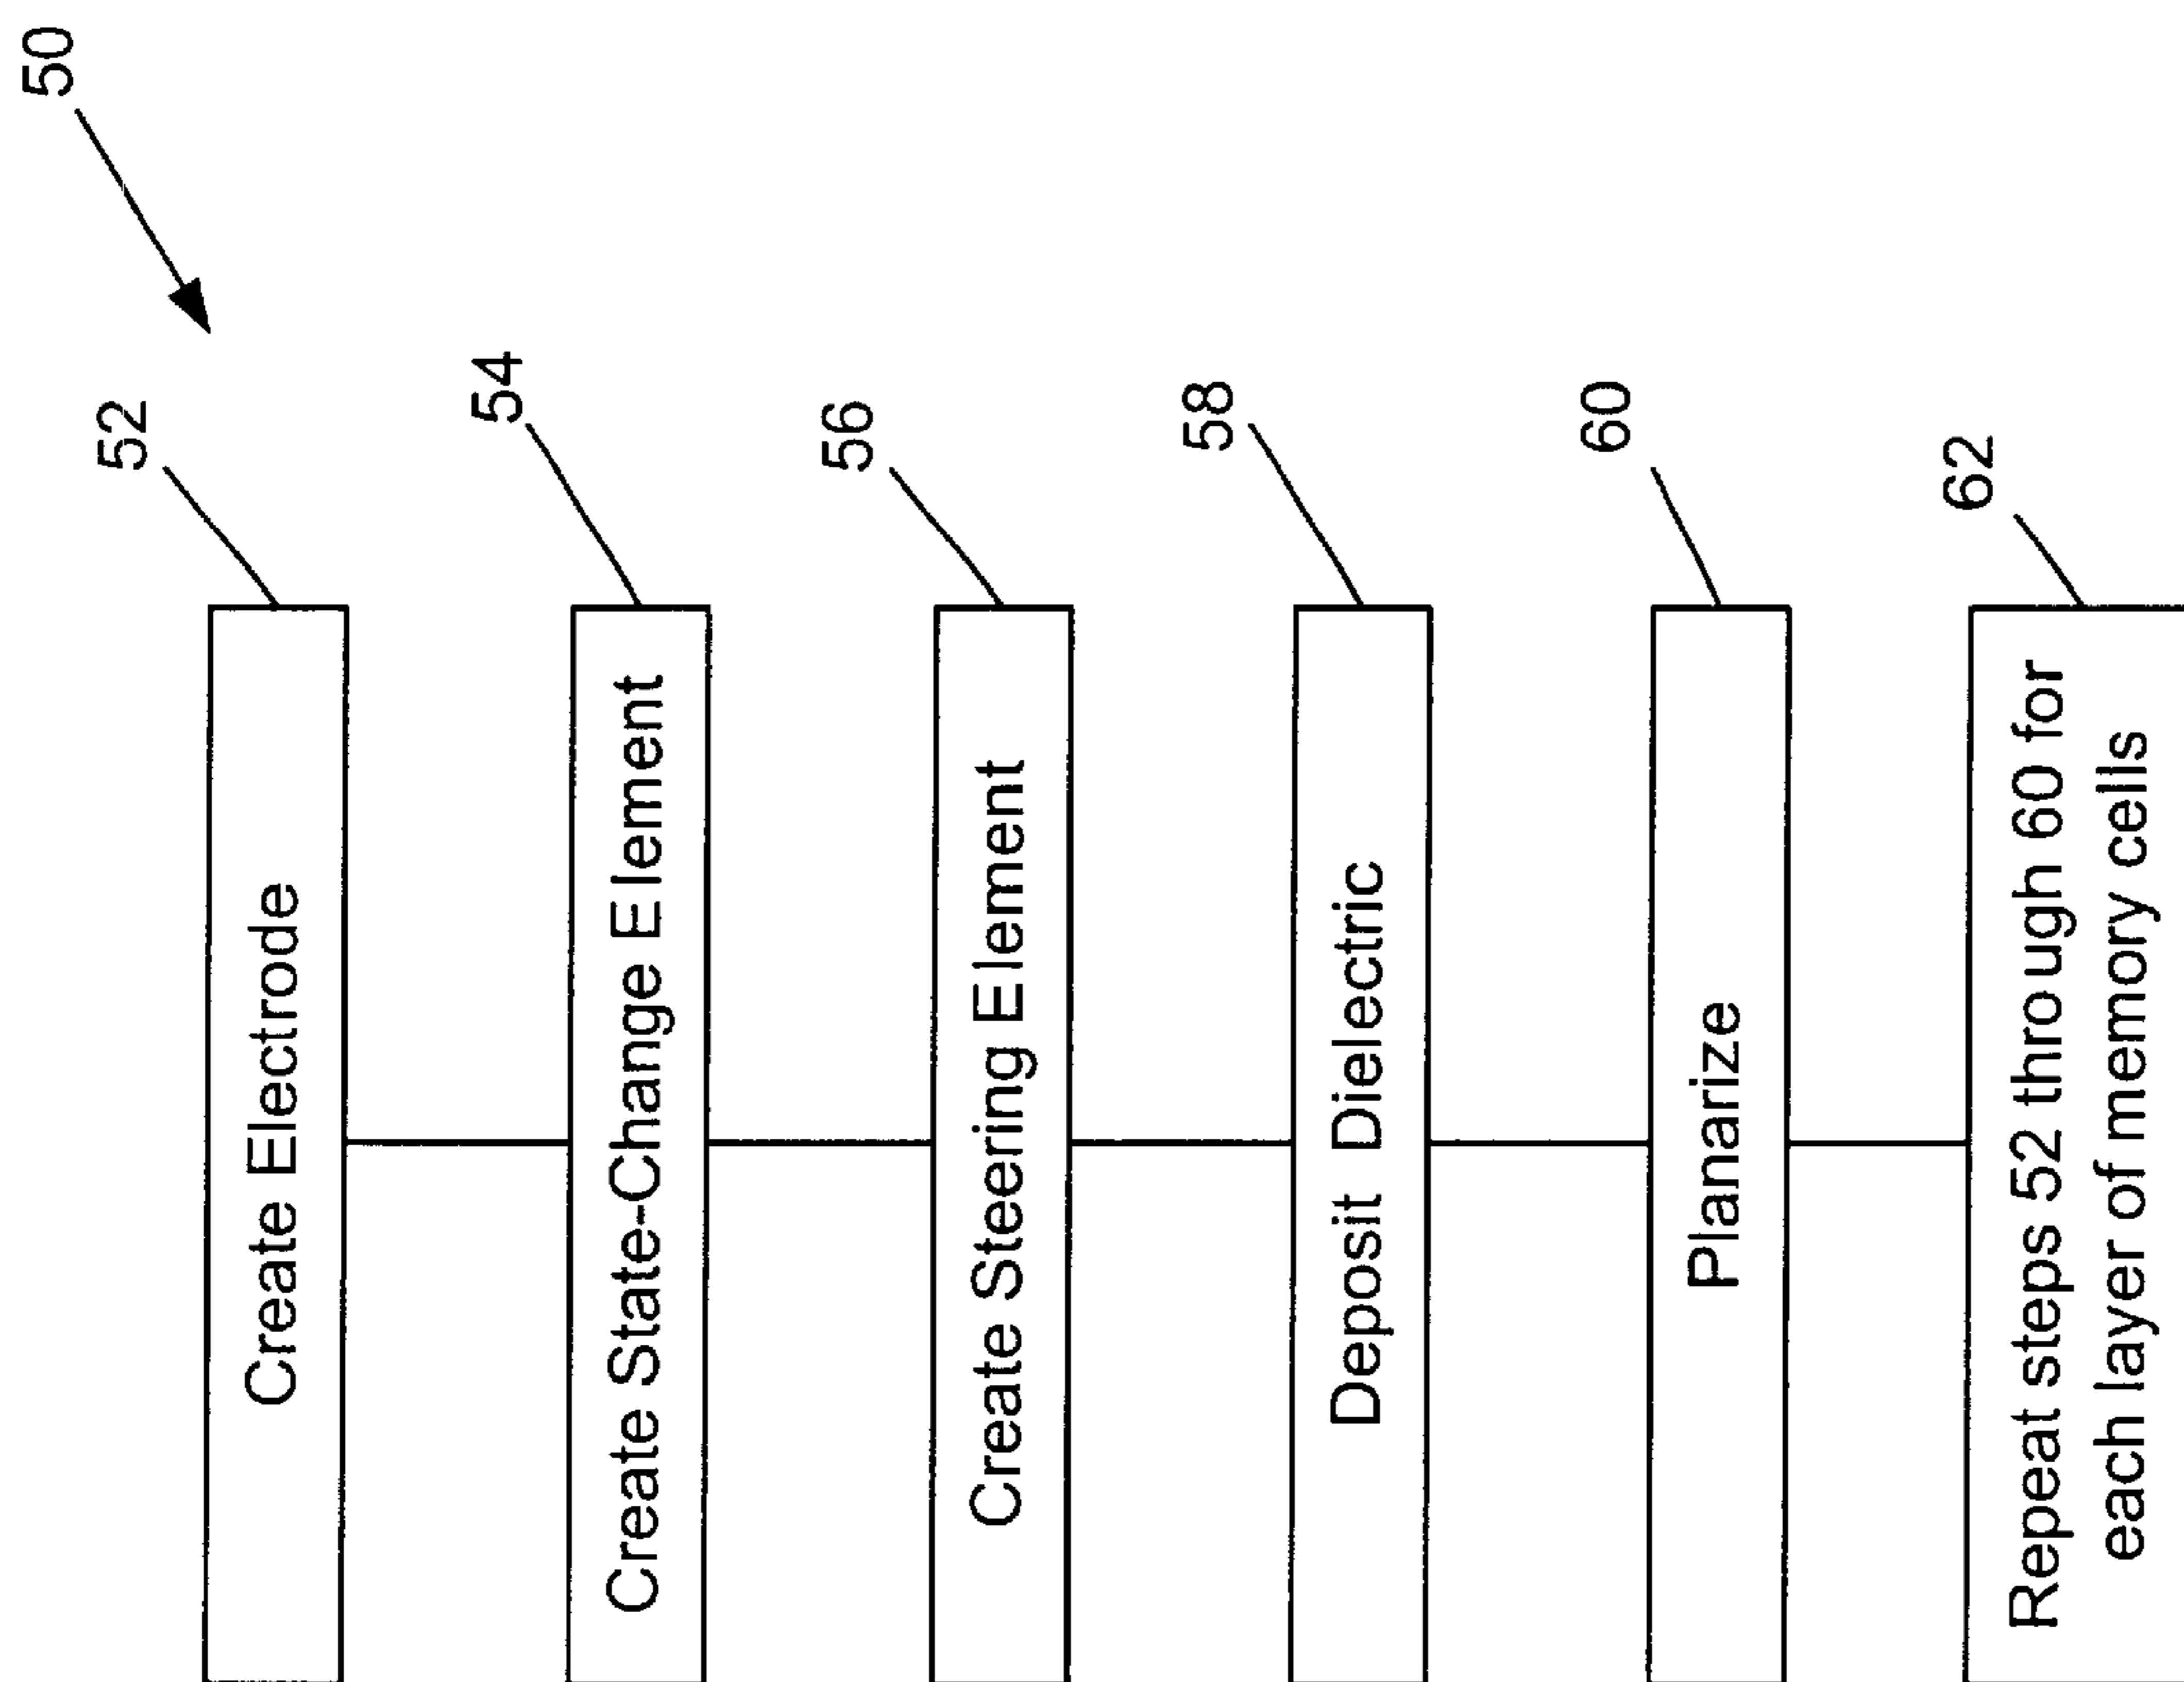 50
52
Create Electrode
54
Create State-Change Element
56
Create Steering Element
58
Deposit Dielectric
60
Planarize
62
Repeat steps 52 through 60 for
each layer of memory cells